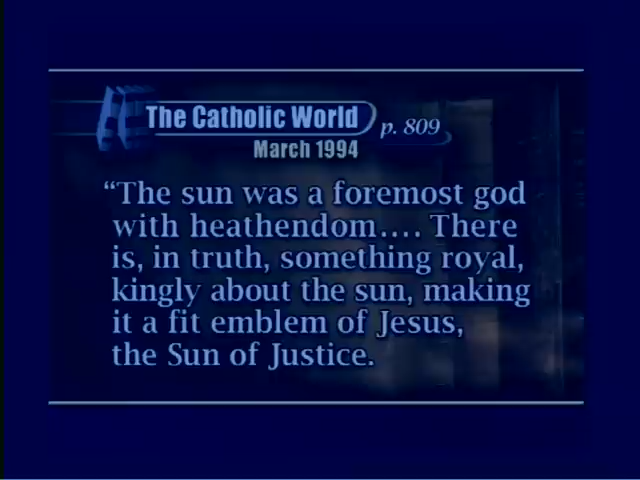 The Catholic World p. 809
March 1994
“The sun was a foremost god
with heathendom.... There
is, in truth, something royal,
kingly about the sun, making
it a fit emblem of Jesus,
the Sun of Justice.